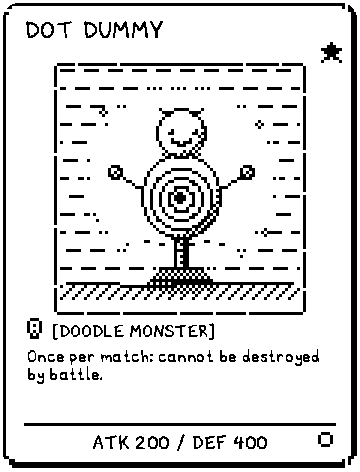 DOT DUMMY
[DOODLE MONSTER]
Once per match: cannot be destroyed
by battle.
ATK 200 / DEF 400